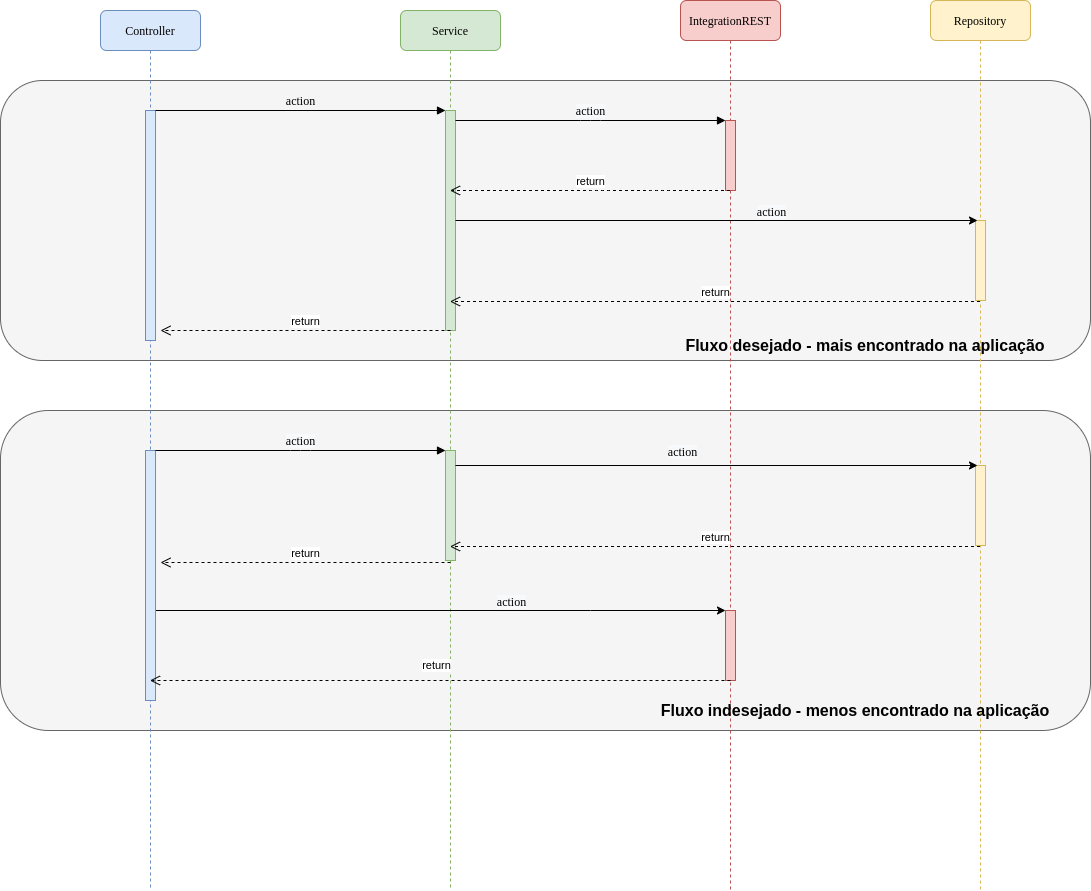 Controller
Service
IntegrationREST
Repository
action
action
return
action
return
return
Fluxo desejado - mais encontrado na aplicação
action
action
return
return
action
return
Fluxo indesejado - menos encontrado na aplicação